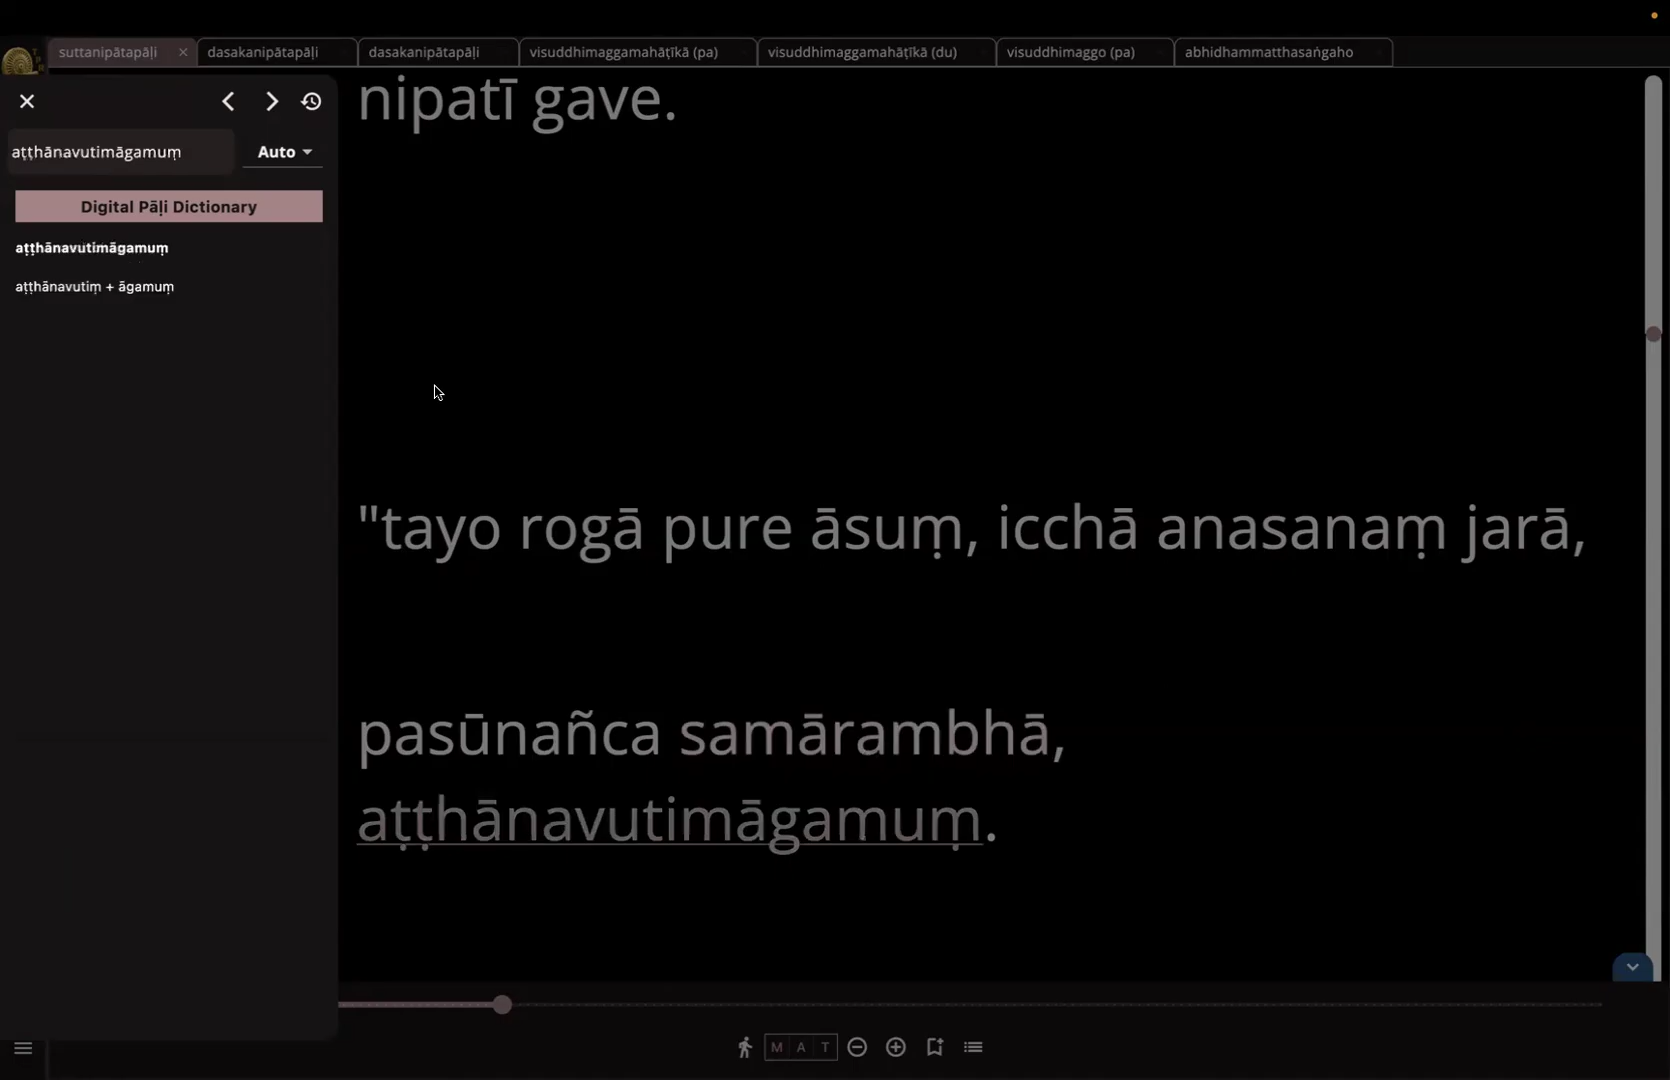 suttanipātapāḷi
dasakanipātapāḷi
dasakanipātapāḷi
visuddhimaggamahāṭīkā (pa)
visuddhimaggamahāṭīkā (du)
visuddhimaggo (pa)
abhidhammatthasaṅgaho
aṭṭhānavutimāgamuṃ
Auto
Digital Pāḷi Dictionary
aṭṭhānavutimāgamuṃ
aṭṭhānavutiṃ + āgamuṃ
nipatī gave.
"tayo rogā pure āsuṃ, icchā anasanaṃ jarā,
pasūnañca samārambhā,
aṭṭhānavutimāgamuṃ.
M A T